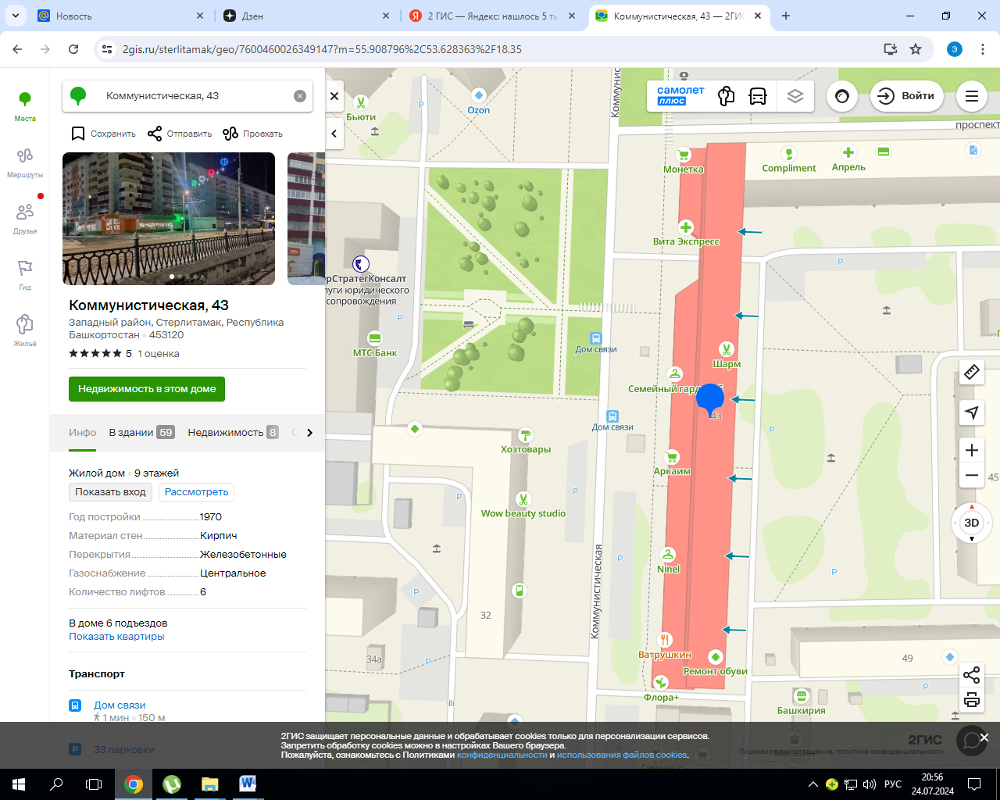 Новость
Дзен
2 ГИС — Яндекс: нашлось 5 ты
Коммунистическая, 43 — 2ГИС
2gis.ru/sterlitamak/geo/7600460026349147?m=55.908796%2C53.628363%2F18.35
Э
Места
Маршруты
Друзья
Гид
Жильё
Коммунистическая, 43
Сохранить
Отправить
Проехать
Коммунистическая, 43
Западный район, Стерлитамак, Республика
Башкортостан
453120
5
1 оценка
Недвижимость в этом доме
Инфо
В здании 59
Недвижимость 8
Жилой дом
9 этажей
Показать вход
Рассмотреть
Год постройки
1970
Материал стен
Кирпич
Перекрытия
Железобетонные
Газоснабжение
Центральное
Количество лифтов
6
В доме 6 подъездов
Показать квартиры
Транспорт
Дом связи
1 мин
150 м
33 парковки
самолет
плюс
Войти
проспект
Бьюти
P
Ozon
Коммунис
Монетка
Compliment
Апрель
Вита Экспресс
P
рСтратегКонсалт
луги юридического
сопровождения
P
МТС Банк
Дом связи
Шарм
Семейный гардероб
43
Дом связи
P
Хозтовары
Аркаим
P
P
Wow beauty studio
45
3D
Коммунистическая
P
Ninel
P
P
32
Ватрушкин
Ремонт обуви
49
34а
P
P
Флора+
Башкирия
Магазин
2ГИС
Лицензионное соглашение, политика конфиденциальности
2ГИС защищает персональные данные и обрабатывает cookies только для персонализации сервисов.
Запретить обработку cookies можно в настройках Вашего браузера.
Пожалуйста, ознакомьтесь с Политиками конфиденциальности и использования файлов cookies.
РУС
20:56
24.07.2024